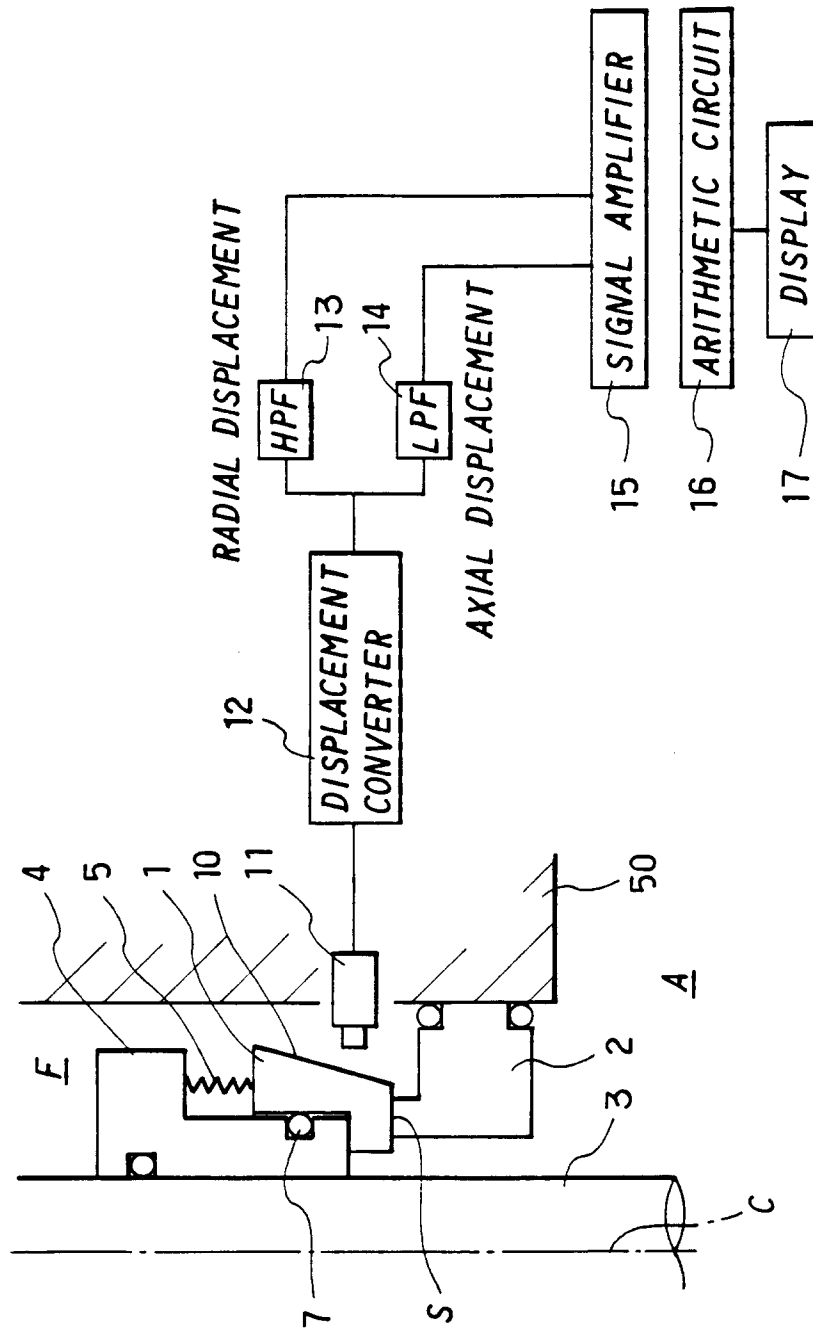 4
5
1
10
11
F
12
DISPLACEMENT
CONVERTER
RADIAL DISPLACEMENT
HPF
13
14
LPF
AXIAL DISPLACEMENT
50
A
2
3
7
S
C
15
SIGNAL AMPLIFIER
16
ARITHMETIC CIRCUIT
17
DISPLAY